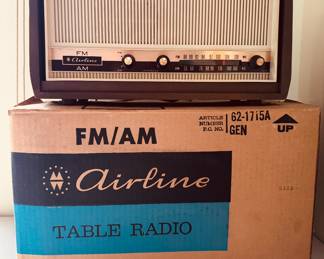 FM
Airline
AM
FM/AM
ARTICLE NUMBER 62-1715A
P.C. NO. GEN
UP
Airline
TABLE RADIO